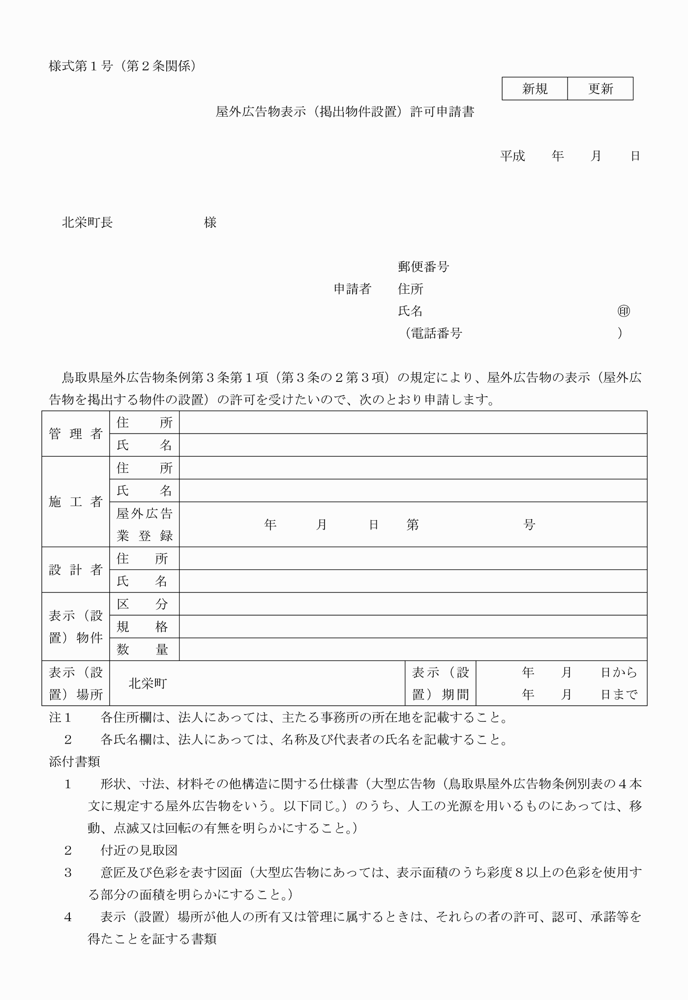 様式第１号（第２条関係）
新規　更新
屋外広告物表示（掲出物件設置）許可申請書
平成　　年　　月　　日
北栄町長　　　　　　　様
郵便番号
申請者　　住所
氏名　　　　　　　　　　　　　　　㊞
（電話番号　　　　　　　　　　　　）
鳥取県屋外広告物条例第３条第１項（第３条の２第３項）の規定により、屋外広告物の表示（屋外広
告物を掲出する物件の設置）の許可を受けたいので、次のとおり申請します。
管理者　住　　所
氏　　名
施工者　住　　所
氏　　名
屋外広告
業登録　　年　　月　　日　　第　　　　　　　　号
設計者　住　　所
氏　　名
表示（設
置）物件　区　　分
規　　格
数　　量
表示（設
置）場所　北栄町
表示（設
置）期間　年　　月　　日から
年　　月　　日まで
注１　　各住所欄は、法人にあっては、主たる事務所の所在地を記載すること。
２　　各氏名欄は、法人にあっては、名称及び代表者の氏名を記載すること。
添付書類
１　　形状、寸法、材料その他構造に関する仕様書（大型広告物（鳥取県屋外広告物条例別表の４本
文に規定する屋外広告物をいう。以下同じ。）のうち、人工の光源を用いるものにあっては、移
動、点滅又は回転の有無を明らかにすること。）
２　　付近の見取図
３　　意匠及び色彩を表す図面（大型広告物にあっては、表示面積のうち彩度８以上の色彩を使用す
る部分の面積を明らかにすること。）
４　　表示（設置）場所が他人の所有又は管理に属するときは、それらの者の許可、認可、承諾等を
得たことを証する書類